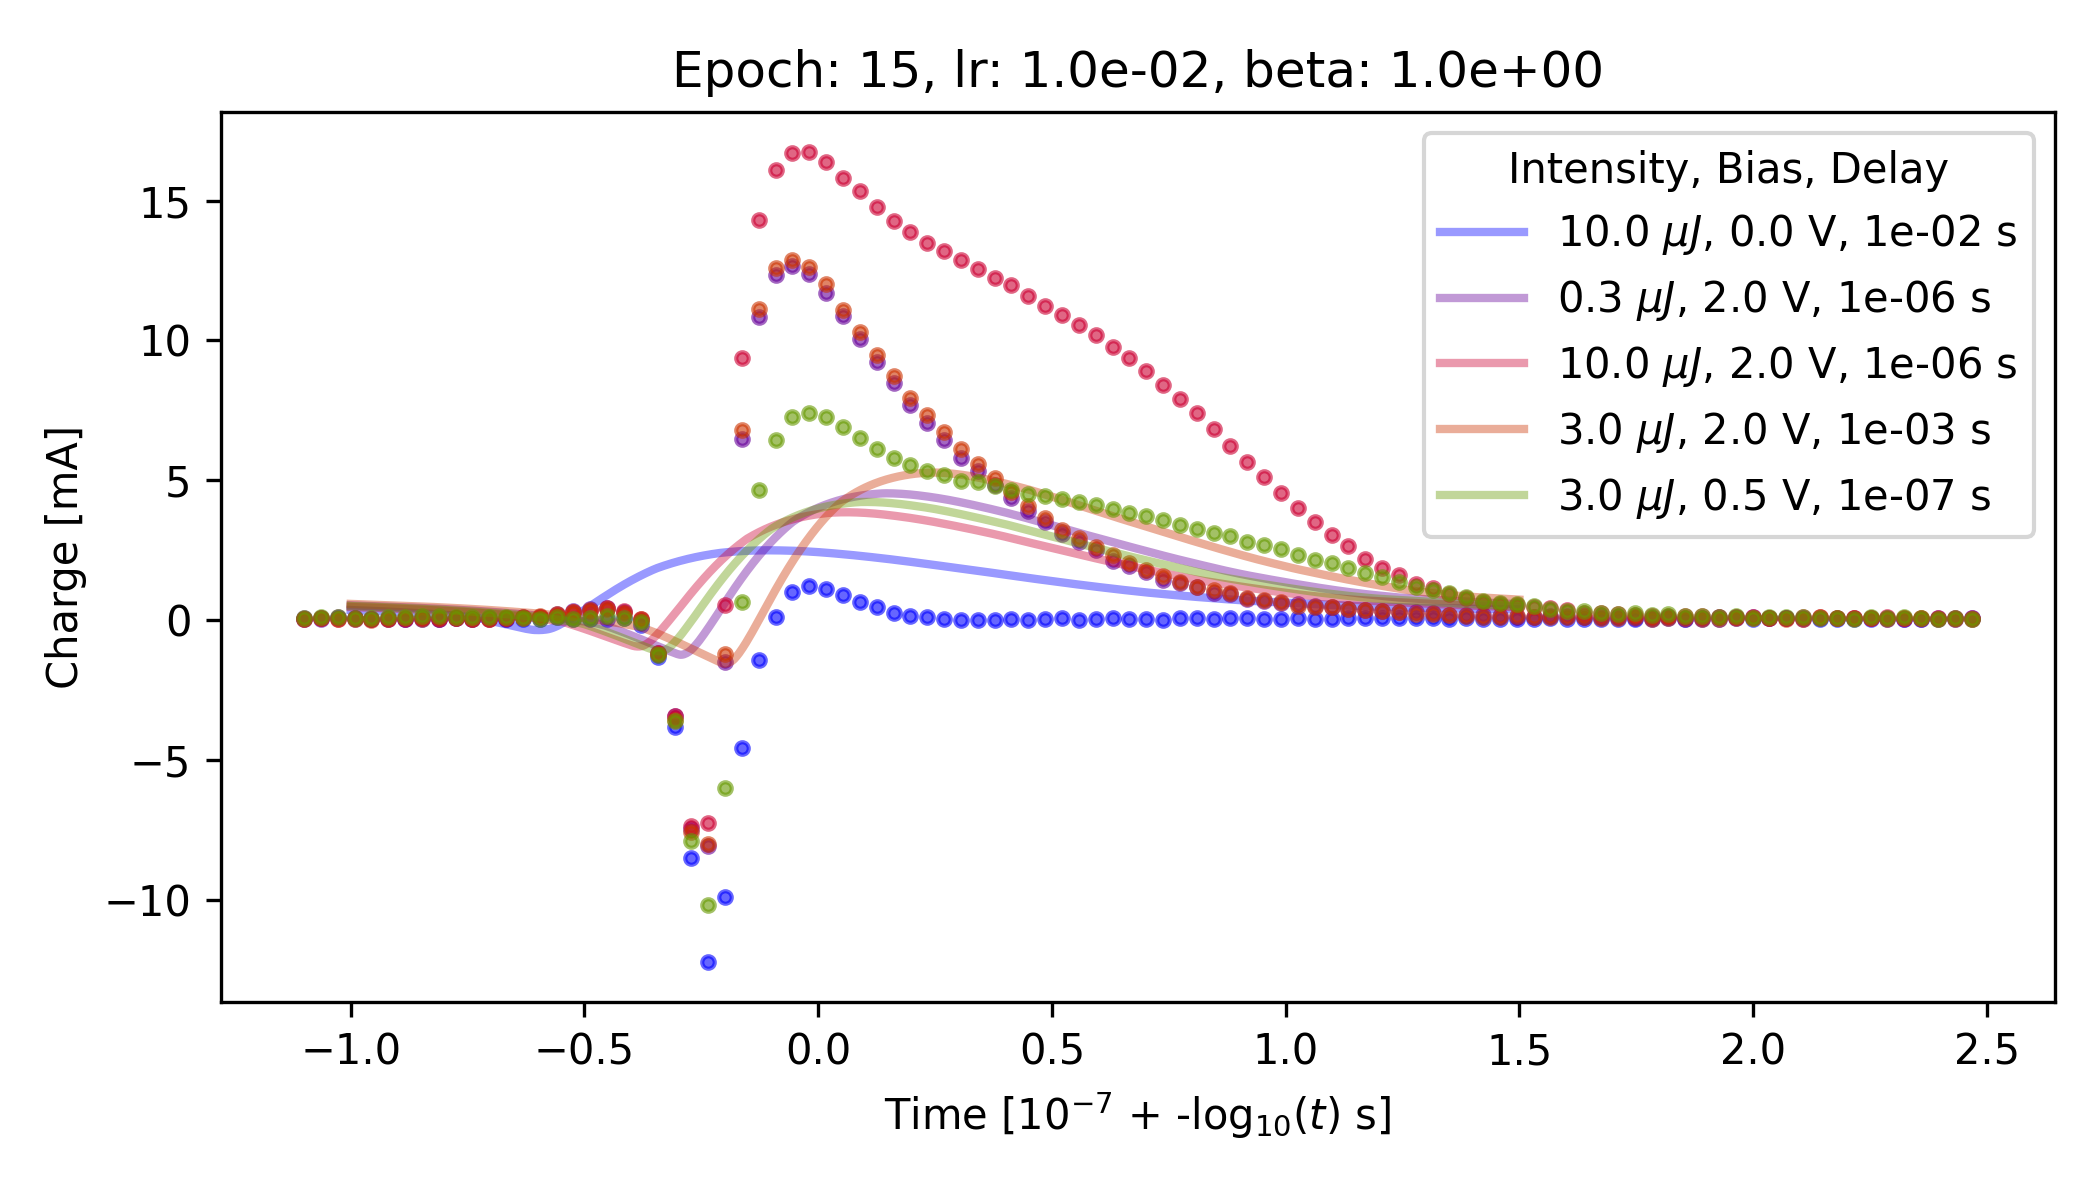 Epoch: 15, lr: 1.0e-02, beta: 1.0e+00
Charge [mA]
15
10
5
0
−5
−10
Intensity, Bias, Delay
10.0 μJ, 0.0 V, 1e-02 s
0.3 μJ, 2.0 V, 1e-06 s
10.0 μJ, 2.0 V, 1e-06 s
3.0 μJ, 2.0 V, 1e-03 s
3.0 μJ, 0.5 V, 1e-07 s
−1.0 −0.5 0.0 0.5 1.0 1.5 2.0 2.5
Time [10⁻⁷ + -log₁₀(t) s]